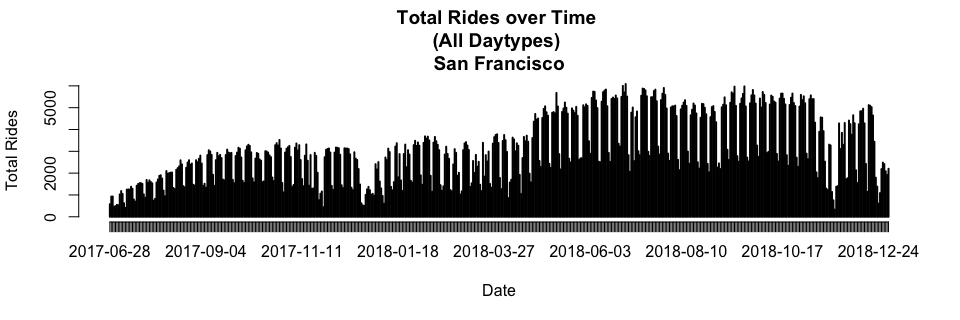 Total Rides over Time
(All Daytypes)
San Francisco
Total Rides
5000
2000
0
2017-06-28 2017-09-04 2017-11-11 2018-01-18 2018-03-27 2018-06-03 2018-08-10 2018-10-17 2018-12-24
Date